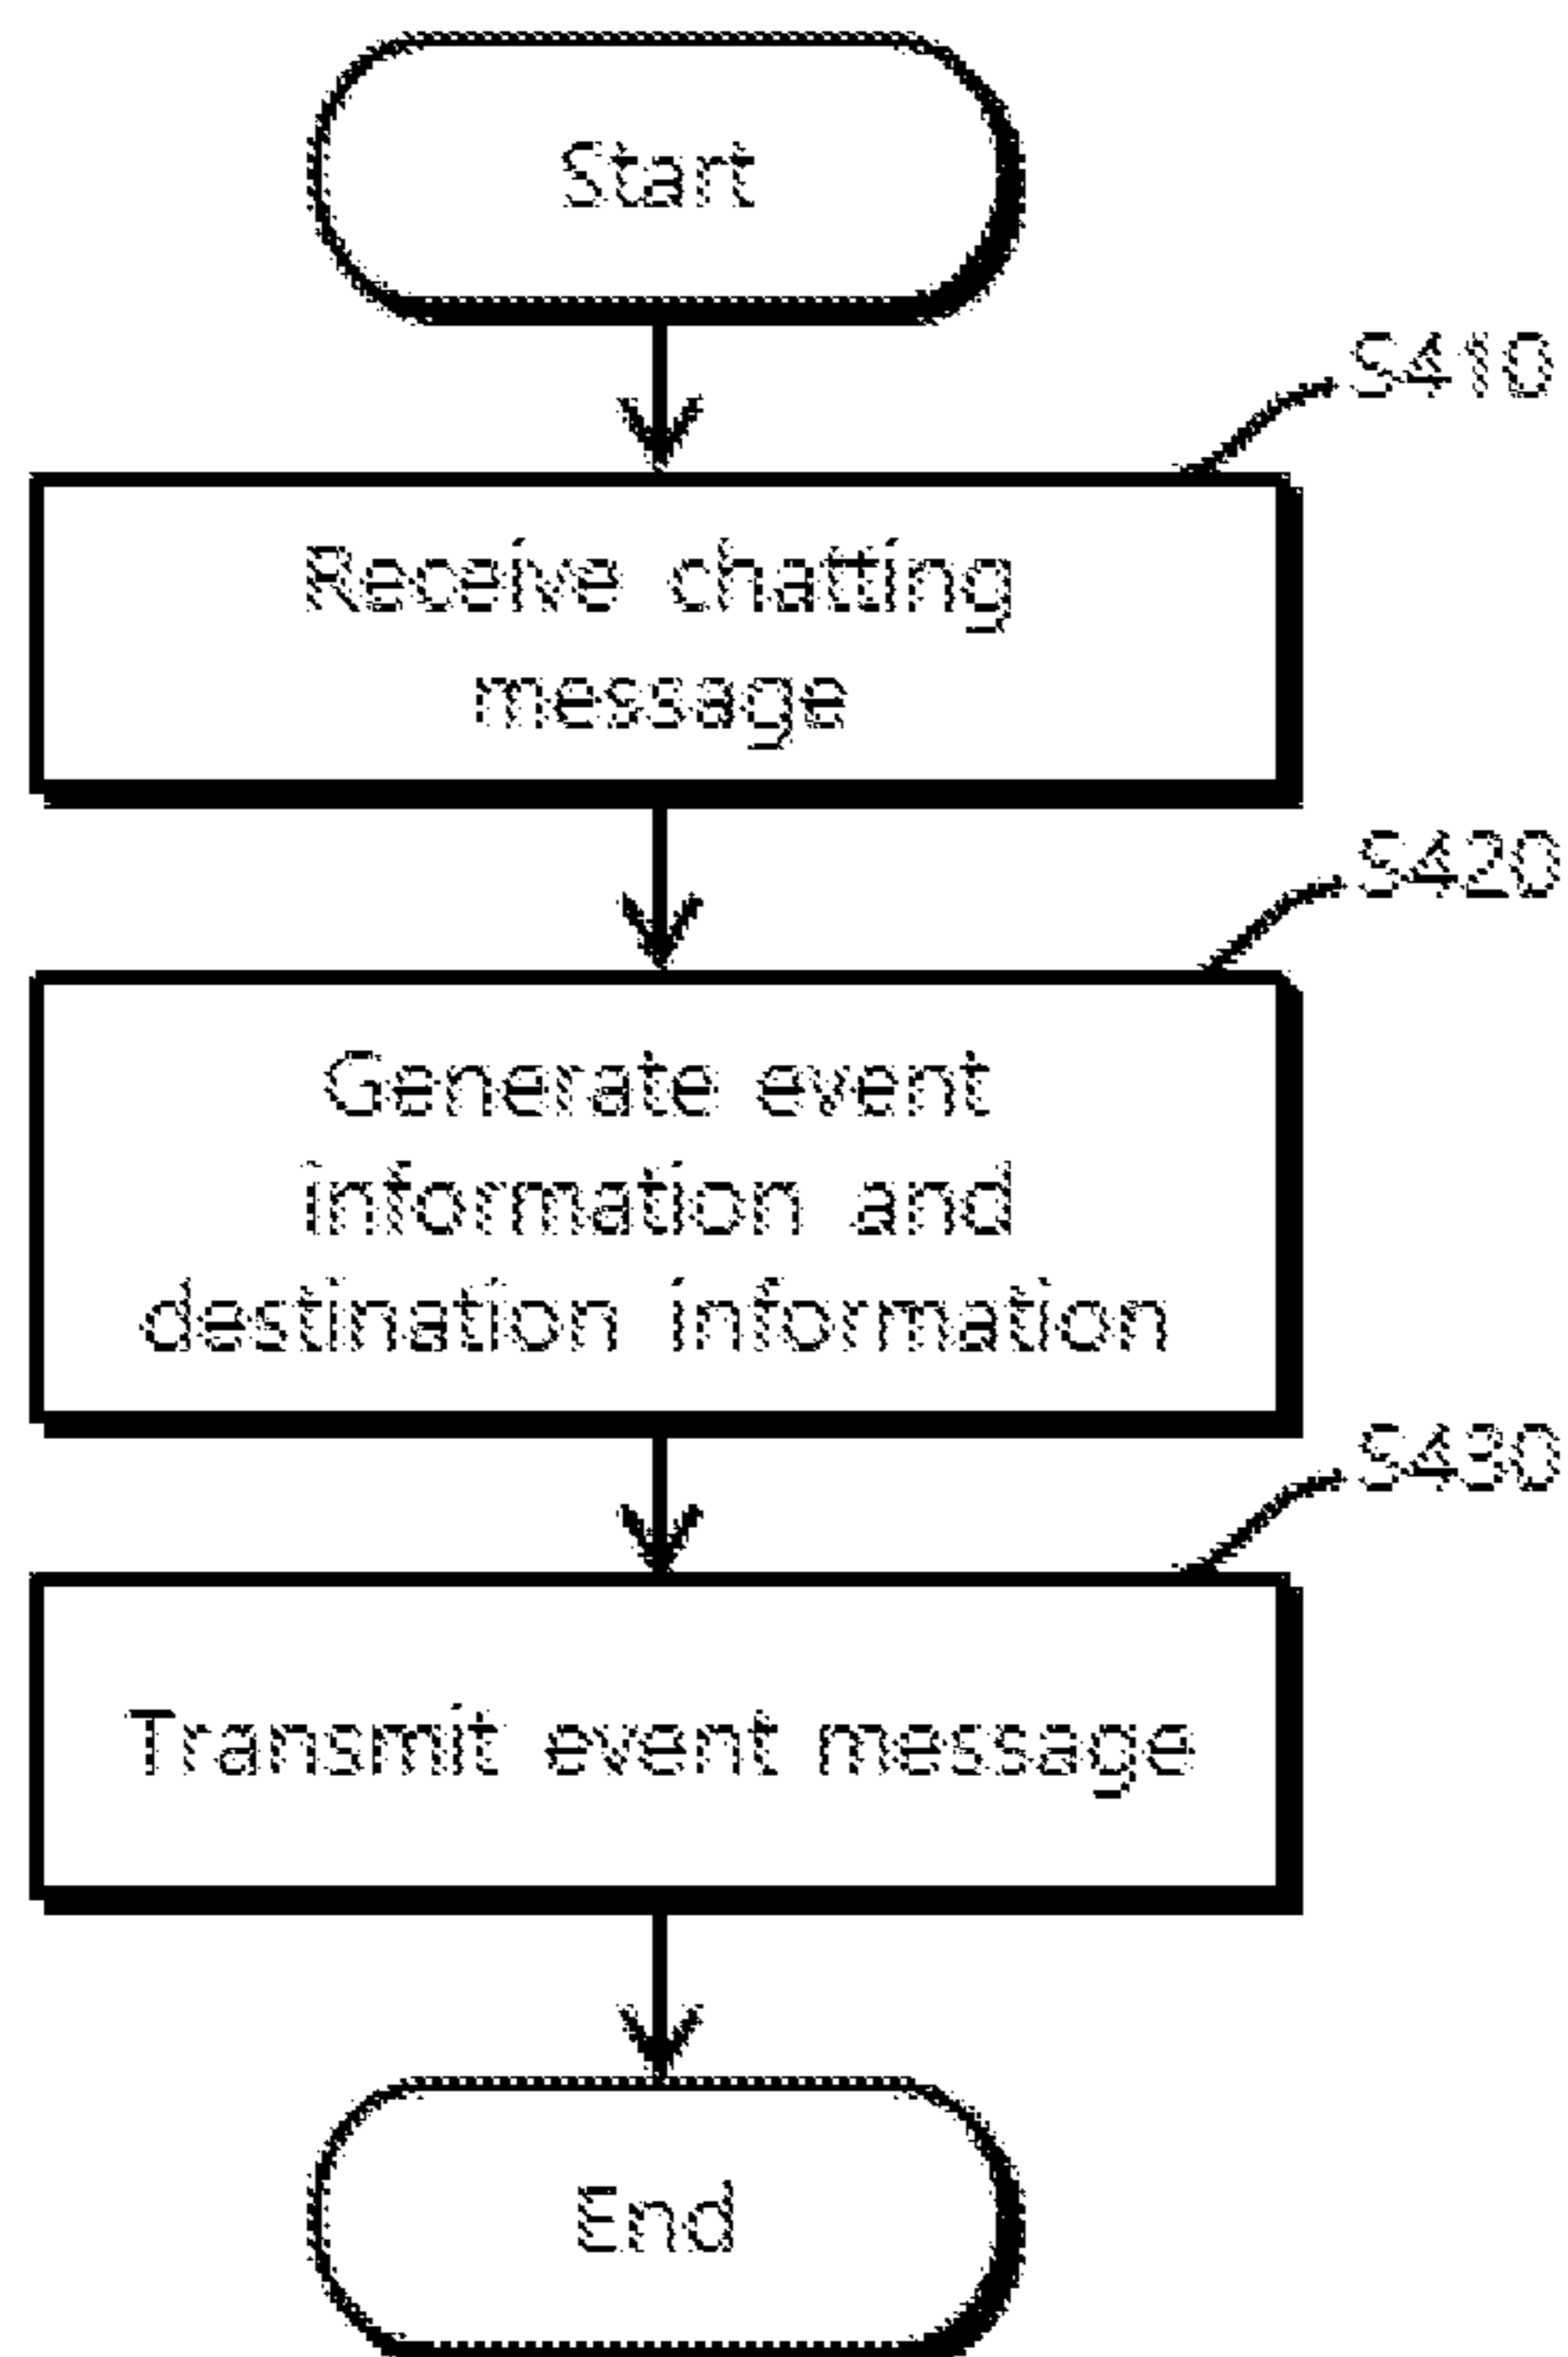 Start
S410
Receive chatting
message
S420
Generate event
information and
destination information
S430
Transmit event message
End